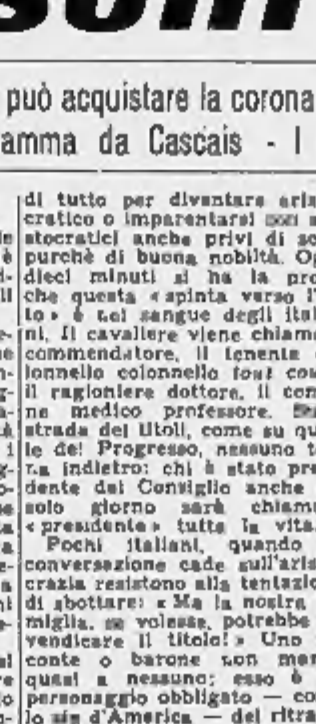 può acquistare la corona
amma da Cascais - I
di tutto per diventare aris
cratico o imparentarsi con a
stocratici anche privi di so
purchè di buona nobiltà. Og
dieci minuti si ha la pro
che questa « spinta verso l'
to » è nel sangue degli ital
ni. Il cavaliere viene chiam
commendatore, il tenente c
lonnello colonnello tout cou
il ragioniere dottore, il con
ne medico professore.
strada dei titoli, come su qu
le del Progresso, nessuno t
na indietro: chi è stato pre
dente del Consiglio anche
solo giorno sarà chiam
« presidente » tutta la vita.
Pochi italiani, quando
conversazione cade sull'aris
crazia resistono alla tentazio
di sbottare: « Ma la nostra
miglia, se volesse, potrebbe
vendicare il titolo! » Uno
conte o barone non man
quasi a nessuno: esso è
personaggio obbligato — co
lo zio d'America — dei ritra